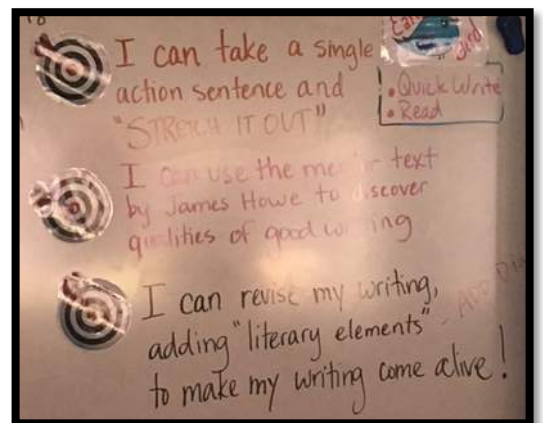 I can take a single
action sentence and
"STRETCH IT OUT"
• Quick Write
• Read
I can use the mentor text
by James Howe to discover
qualities of good writing
I can revise my writing,
adding "literary elements" - ADD
to make my writing come alive!